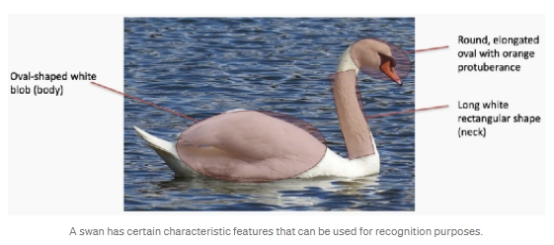 Round, elongated
oval with orange
protuberance
Oval-shaped white
blob (body)
Long white
rectangular shape
(neck)
A swan has certain characteristic features that can be used for recognition purposes.